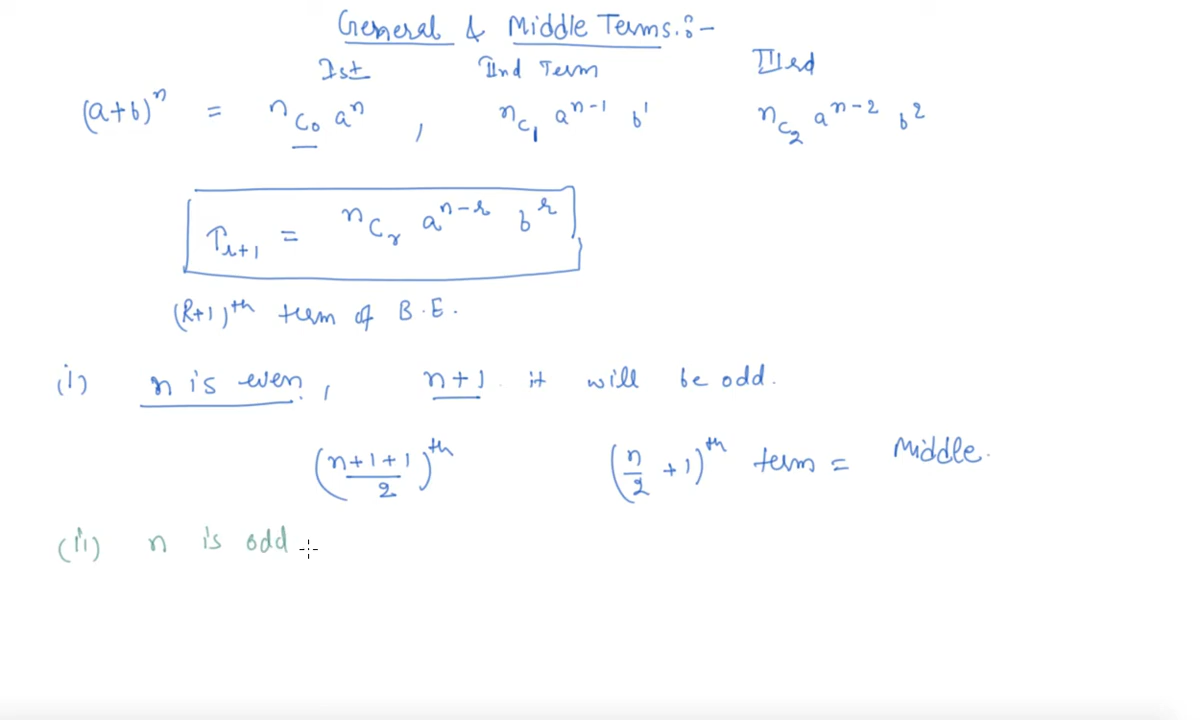 General & Middle Terms :-
Ist IInd Term IIIrd
(a+b)^n = nC0 a^n , nC1 a^n-1 b^1 nC2 a^n-2 b^2
Tr+1 = nCr a^n-r b^r
(R+1)^th term of B.E.
(i) n is even, n+1 it will be odd.
((n+1+1)/2)^th (n/2 + 1)^th term = Middle.
(ii) n is odd